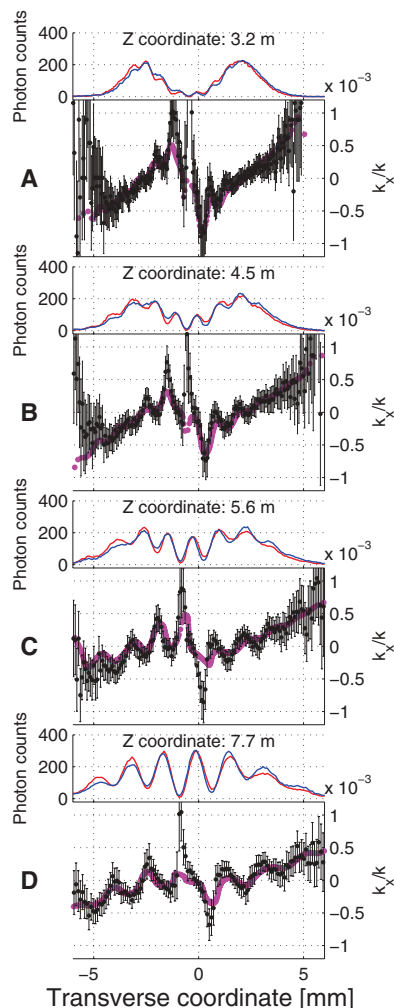 Z coordinate: 3.2 m
Photon counts
400
200
0
x 10⁻³
A
1
0.5
0
−0.5
−1
kₓ/k
Z coordinate: 4.5 m
Photon counts
400
200
0
x 10⁻³
B
1
0.5
0
−0.5
−1
kₓ/k
Z coordinate: 5.6 m
Photon counts
400
200
0
x 10⁻³
C
1
0.5
0
−0.5
−1
kₓ/k
Z coordinate: 7.7 m
Photon counts
400
200
0
x 10⁻³
D
1
0.5
0
−0.5
−1
kₓ/k
−5 0 5
Transverse coordinate [mm]